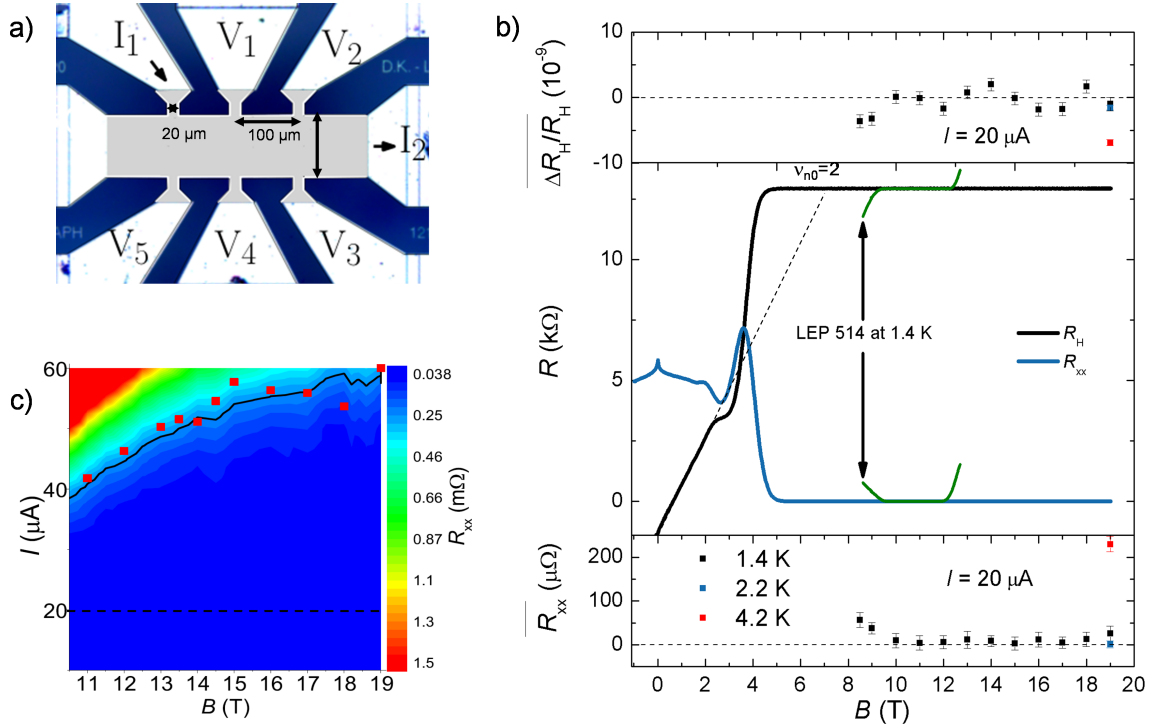 a)
I1
V1
V2
20
D.K. - L
20 µm
100 µm
I2
APH
V5
V4
V3
121
b)
ΔRH/RH (10-9)
10
0
-10
I = 20 µA
νn0=2
R (kΩ)
10
5
0
LEP 514 at 1.4 K
RH
Rxx
Rxx (µΩ)
200
100
0
1.4 K
2.2 K
4.2 K
I = 20 µA
0 2 4 6 8 10 12 14 16 18 20
B (T)
c)
I (µA)
60
40
20
11 12 13 14 15 16 17 18 19
B (T)
0.038
0.25
0.46
0.66
0.87
1.1
1.3
1.5
Rxx (mΩ)